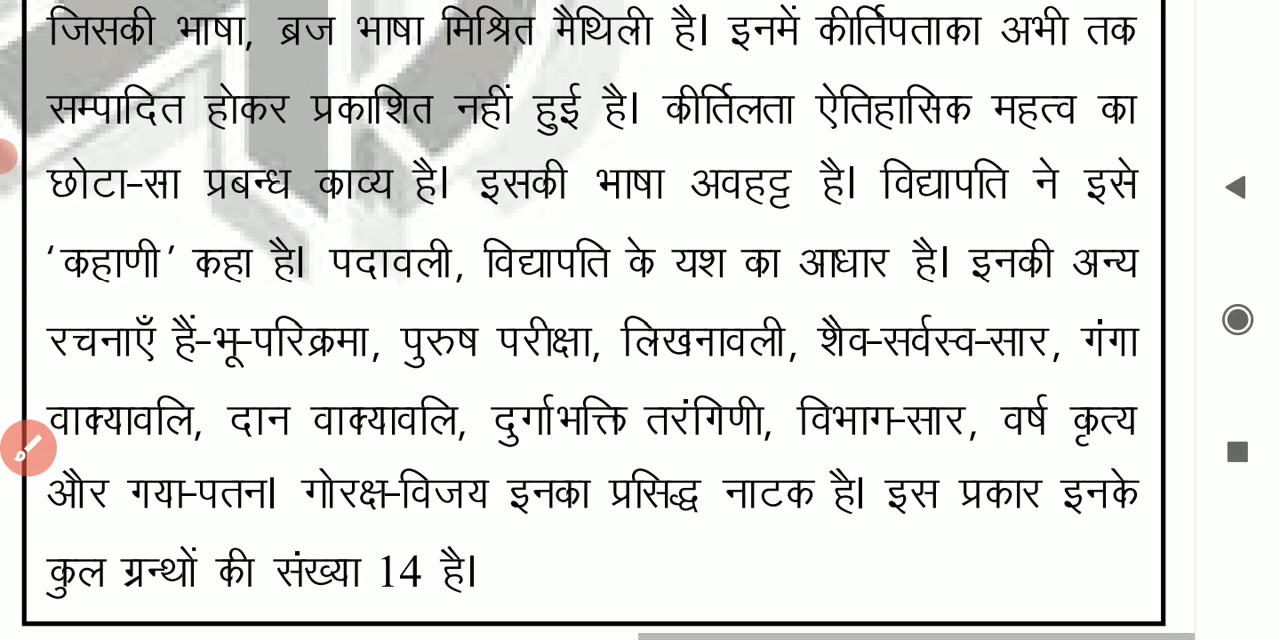 जिसकी भाषा, ब्रज भाषा मिश्रित मैथिली है। इनमें कीर्तिपताका अभी तक
सम्पादित होकर प्रकाशित नहीं हुई है। कीर्तिलता ऐतिहासिक महत्व का
छोटा-सा प्रबन्ध काव्य है। इसकी भाषा अवहट्ट है। विद्यापति ने इसे
‘कहाणी’ कहा है। पदावली, विद्यापति के यश का आधार है। इनकी अन्य
रचनाएँ हैं-भू-परिक्रमा, पुरुष परीक्षा, लिखनावली, शैव-सर्वस्व-सार, गंगा
वाक्यावलि, दान वाक्यावलि, दुर्गाभक्ति तरंगिणी, विभाग-सार, वर्ष कृत्य
और गया-पतन। गोरक्ष-विजय इनका प्रसिद्ध नाटक है। इस प्रकार इनके
कुल ग्रन्थों की संख्या 14 है।